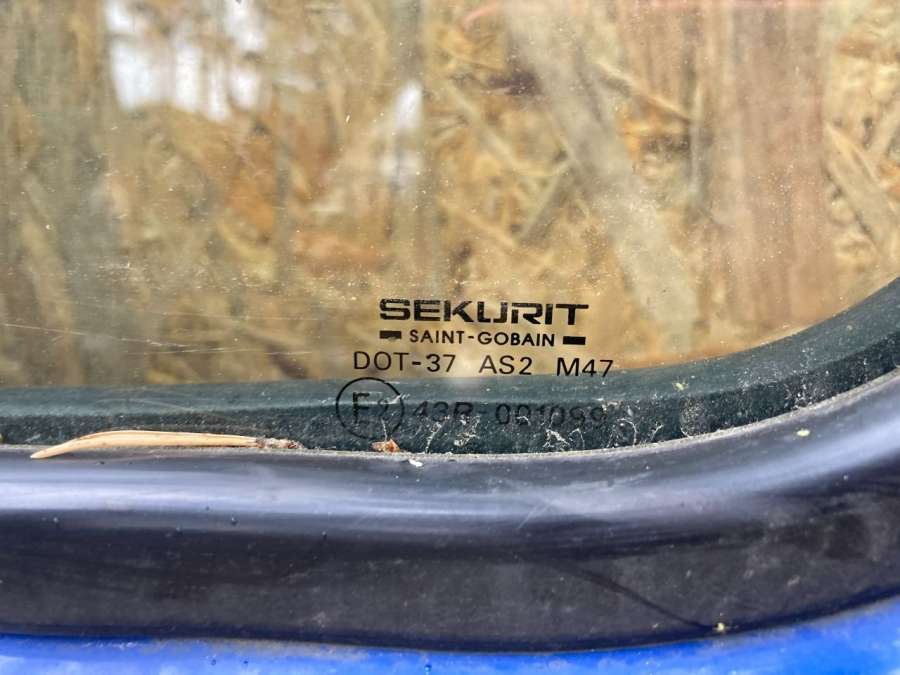 SEKURIT
SAINT-GOBAIN
DOT-37 AS2 M47
E2 43R-001099